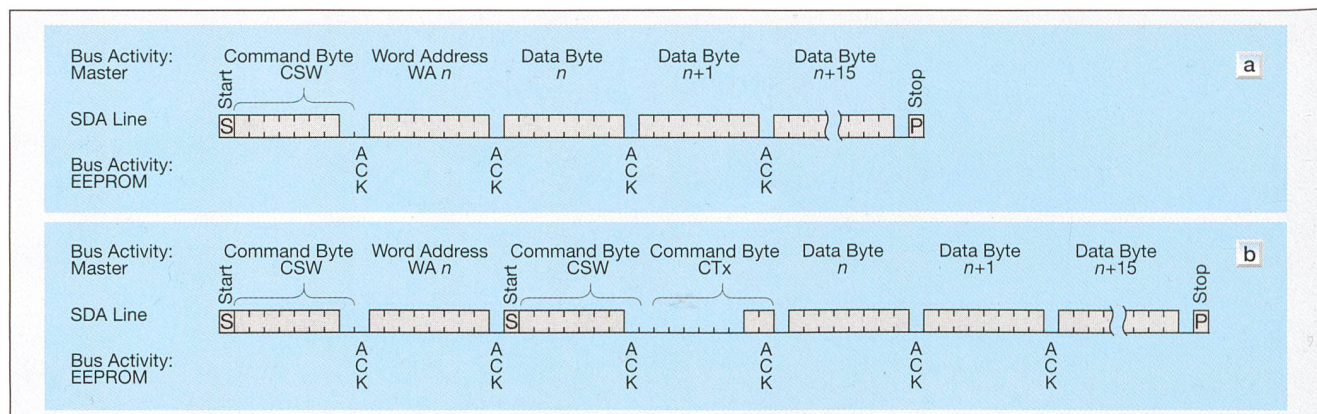 Bus Activity: Command Byte Word Address Data Byte Data Byte Data Byte
Master CSW WA n n n+1 n+15
a
Start
Stop
SDA Line
S
P
Bus Activity:
EEPROM
ACK
ACK
ACK
ACK
Bus Activity: Command Byte Word Address Command Byte Command Byte Data Byte Data Byte Data Byte
Master CSW WA n CSW CTx n n+1 n+15
b
Start
Start
Stop
SDA Line
S
S
P
Bus Activity:
EEPROM
ACK
ACK
ACK
ACK
ACK
ACK